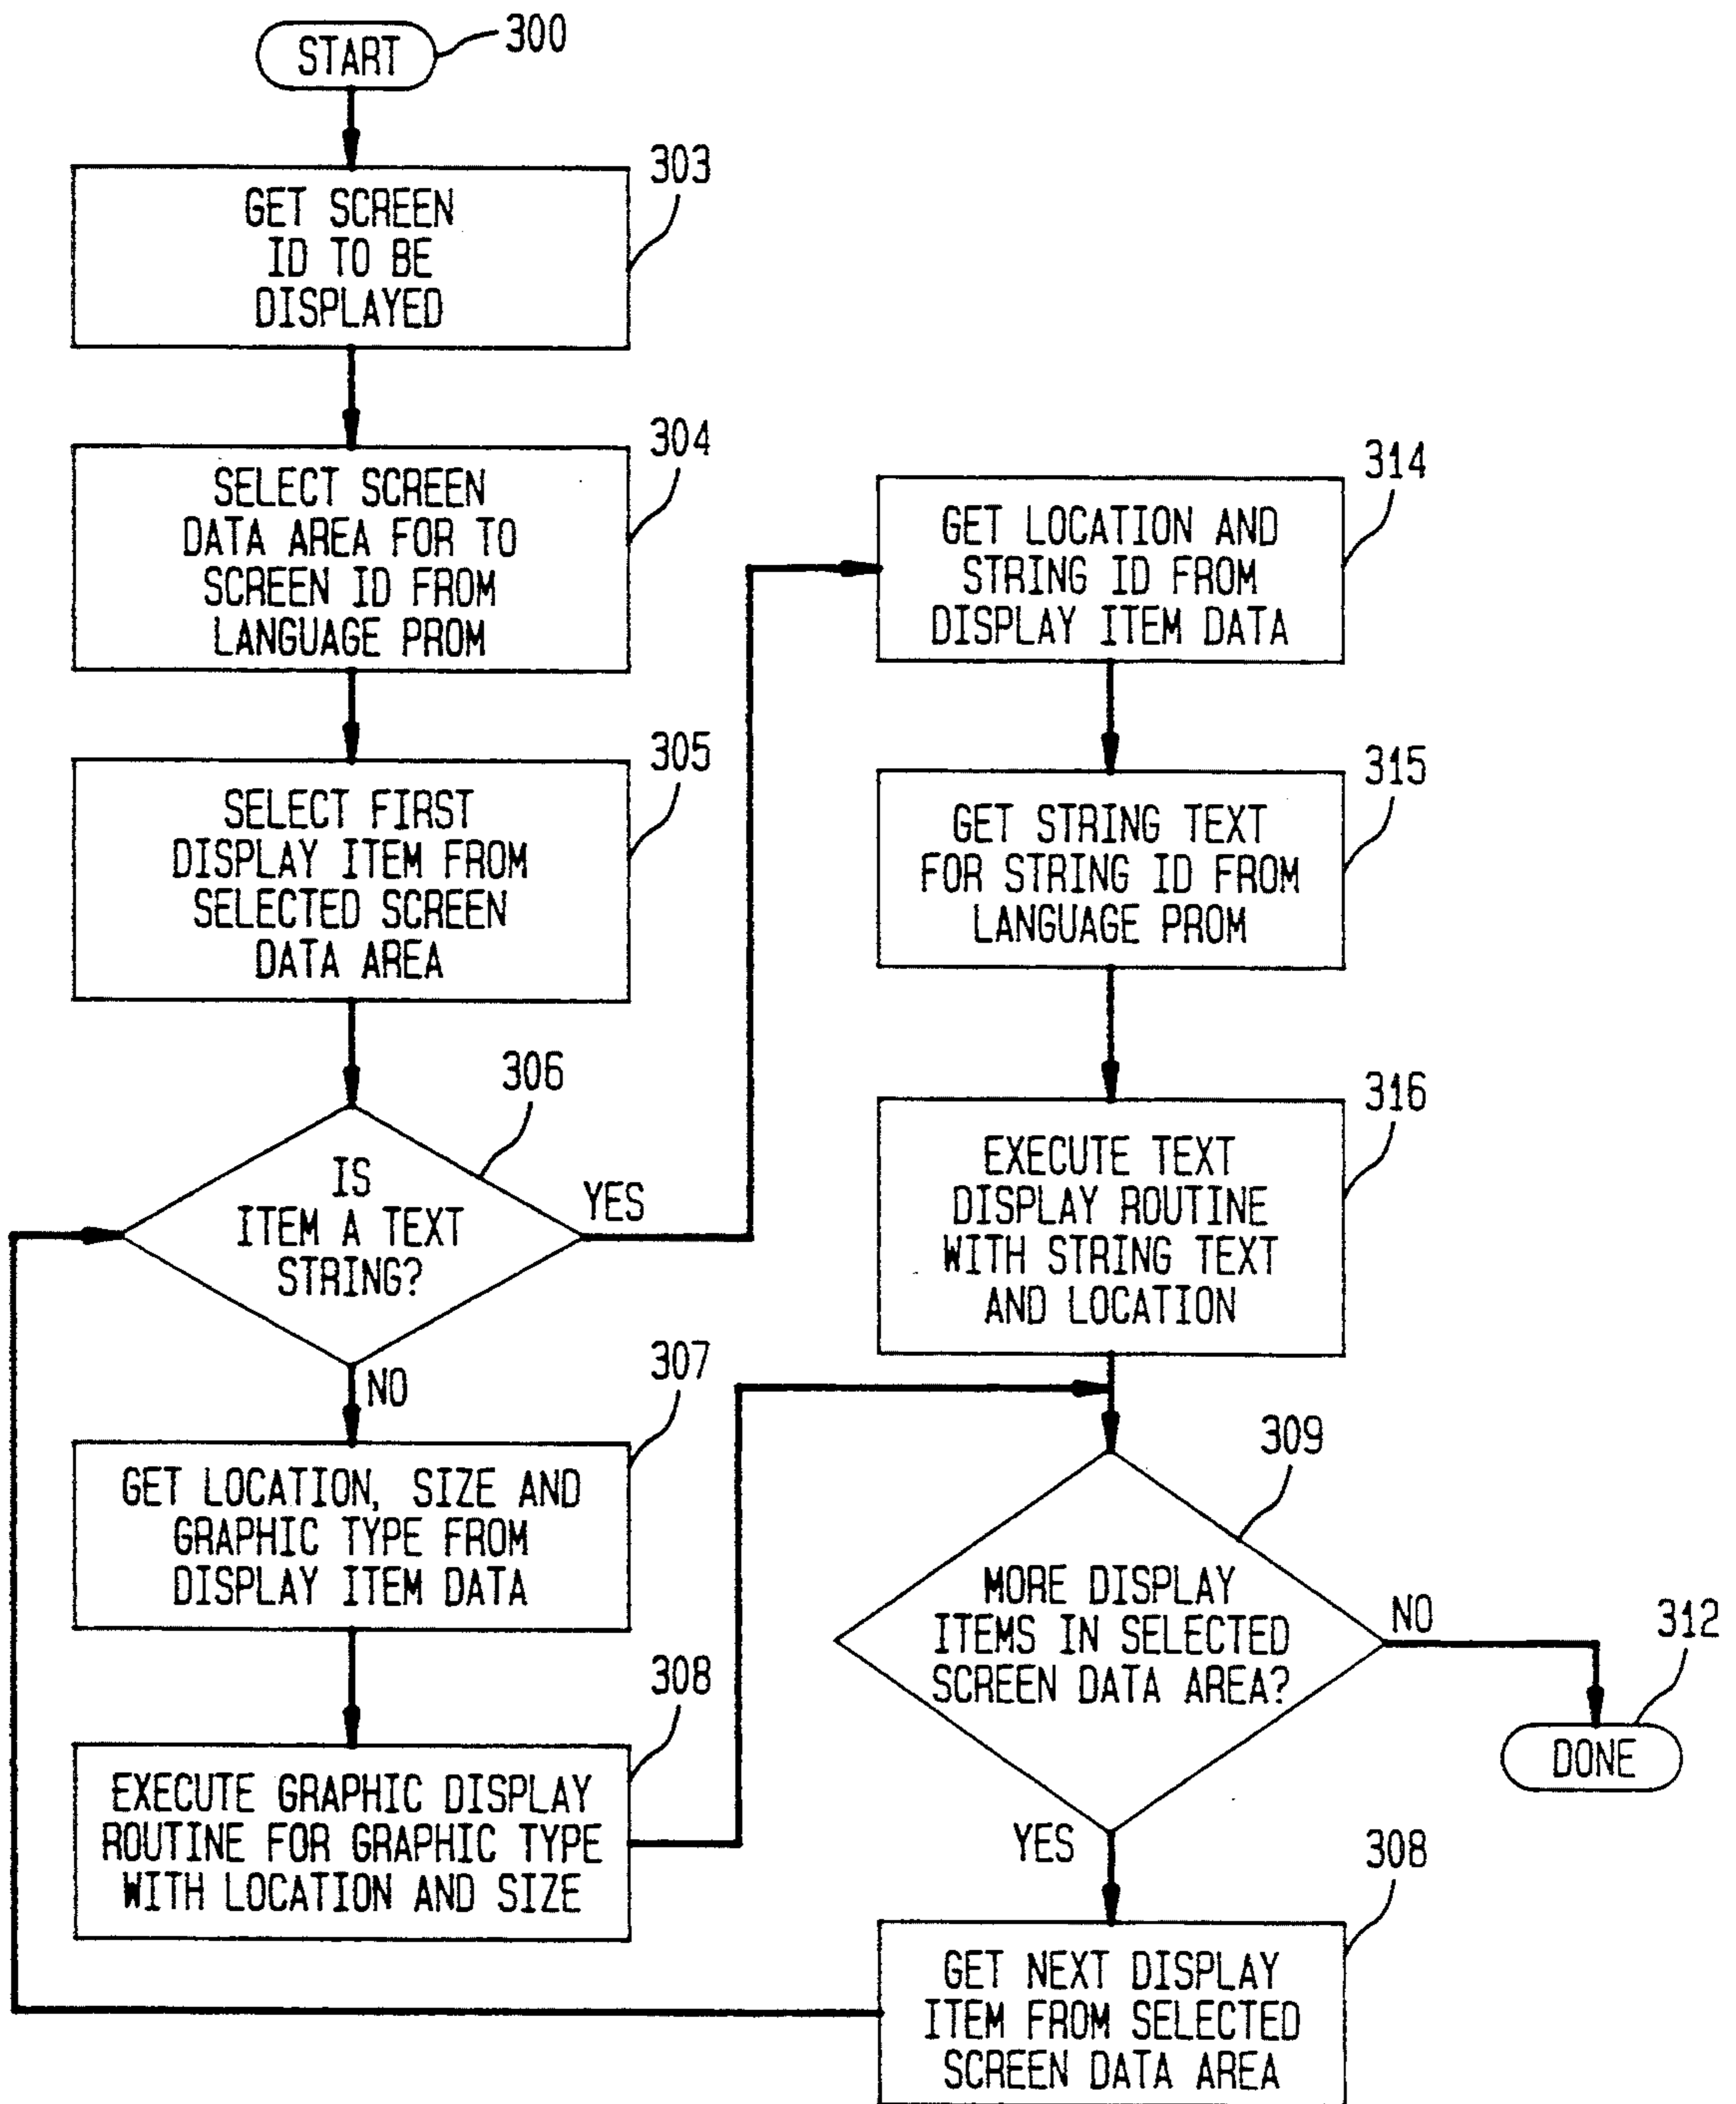 START
300
303
GET SCREEN
ID TO BE
DISPLAYED
304
SELECT SCREEN
DATA AREA FOR TO
SCREEN ID FROM
LANGUAGE PROM
305
SELECT FIRST
DISPLAY ITEM FROM
SELECTED SCREEN
DATA AREA
306
IS
ITEM A TEXT
STRING?
YES
NO
307
GET LOCATION, SIZE AND
GRAPHIC TYPE FROM
DISPLAY ITEM DATA
308
EXECUTE GRAPHIC DISPLAY
ROUTINE FOR GRAPHIC TYPE
WITH LOCATION AND SIZE
314
GET LOCATION AND
STRING ID FROM
DISPLAY ITEM DATA
315
GET STRING TEXT
FOR STRING ID FROM
LANGUAGE PROM
316
EXECUTE TEXT
DISPLAY ROUTINE
WITH STRING TEXT
AND LOCATION
309
MORE DISPLAY
ITEMS IN SELECTED
SCREEN DATA AREA?
NO
312
DONE
YES
308
GET NEXT DISPLAY
ITEM FROM SELECTED
SCREEN DATA AREA